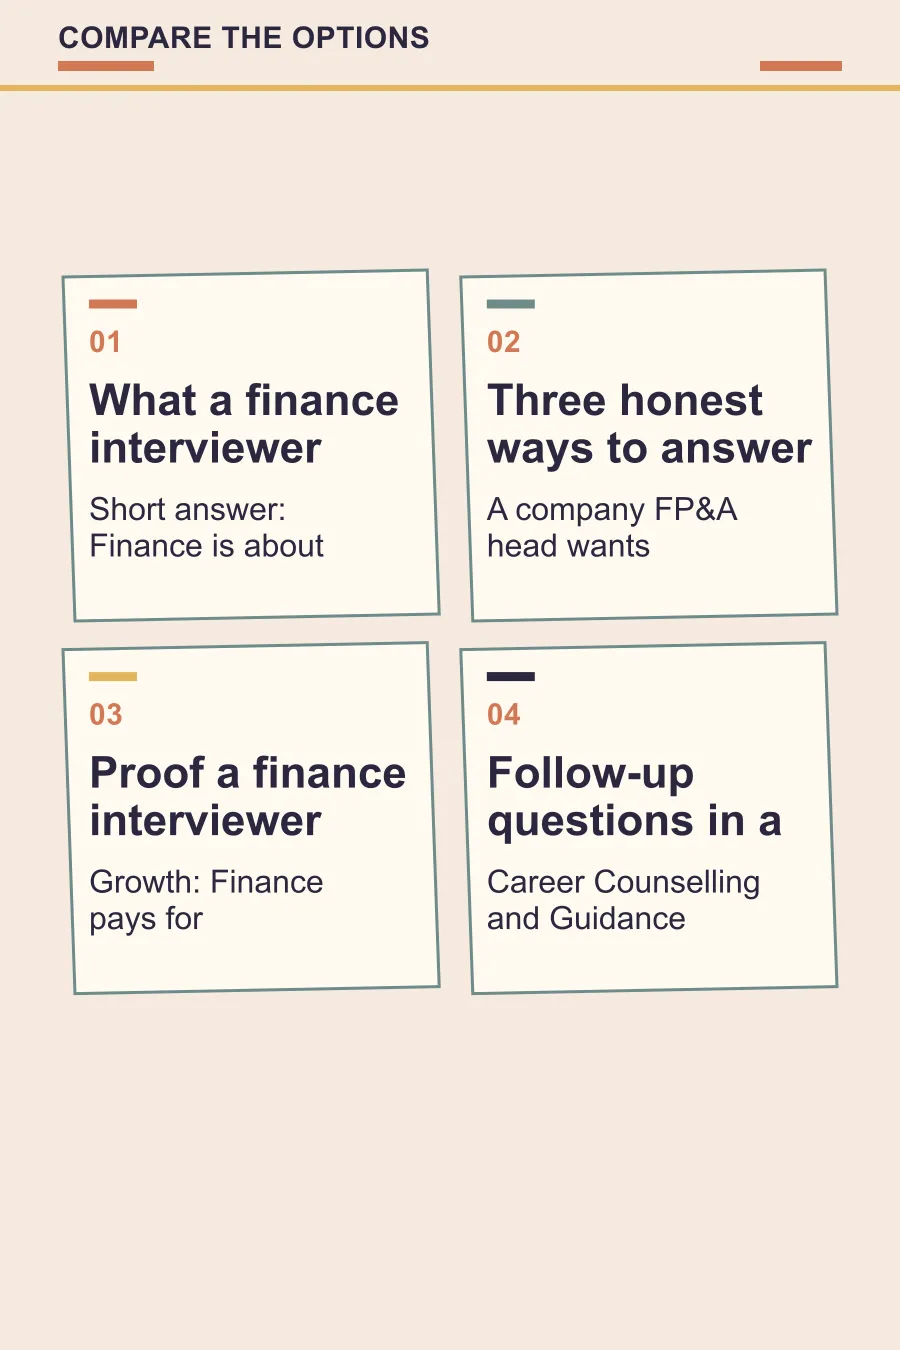 COMPARE THE OPTIONS
01
What a finance
interviewer
Short answer:
Finance is about
02
Three honest
ways to answer
A company FP&A
head wants
03
Proof a finance
interviewer
Growth: Finance
pays for
04
Follow-up
questions in a
Career Counselling
and Guidance